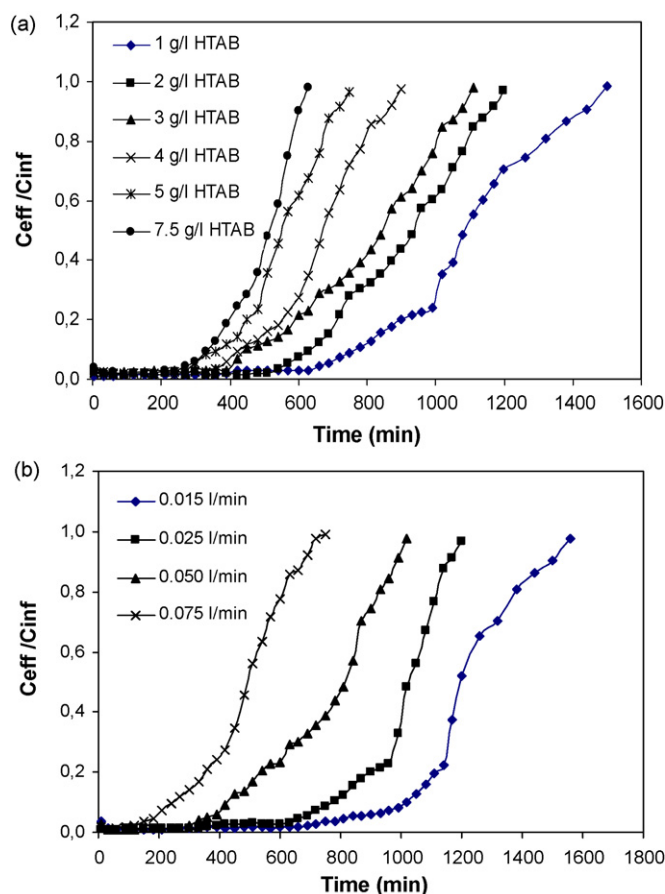 (a)
1,2
1,0
0,8
0,6
0,4
0,2
0,0
Ceff /Cinf
1 g/l HTAB
2 g/l HTAB
3 g/l HTAB
4 g/l HTAB
5 g/l HTAB
7.5 g/l HTAB
0 200 400 600 800 1000 1200 1400 1600
Time (min)
(b)
1,2
1,0
0,8
0,6
0,4
0,2
0,0
Ceff /Cinf
0.015 l/min
0.025 l/min
0.050 l/min
0.075 l/min
0 200 400 600 800 1000 1200 1400 1600 1800
Time (min)